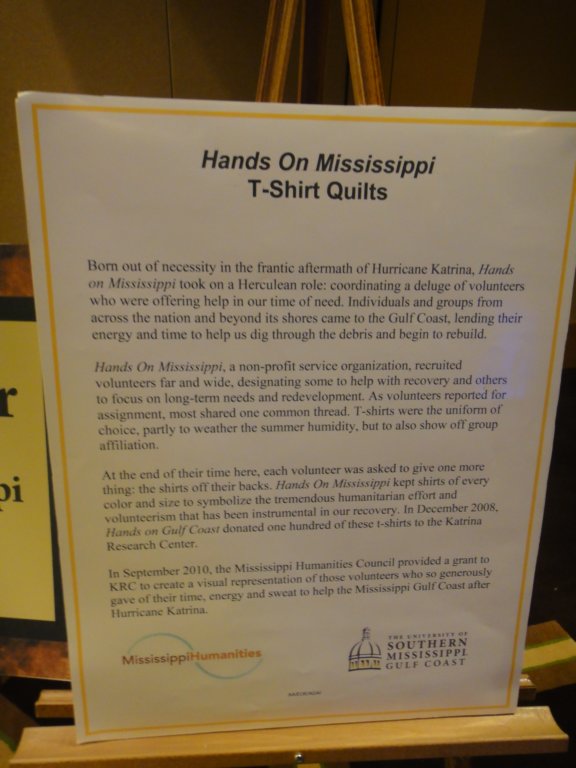 Hands On Mississippi
T-Shirt Quilts
Born out of necessity in the frantic aftermath of Hurricane Katrina, Hands
on Mississippi took on a Herculean role: coordinating a deluge of volunteers
who were offering help in our time of need. Individuals and groups from
across the nation and beyond its shores came to the Gulf Coast, lending their
energy and time to help us dig through the debris and begin to rebuild.
Hands On Mississippi, a non-profit service organization, recruited
volunteers far and wide, designating some to help with recovery and others
to focus on long-term needs and redevelopment. As volunteers reported for
assignment, most shared one common thread. T-shirts were the uniform of
choice, partly to weather the summer humidity, but to also show off group
affiliation.
At the end of their time here, each volunteer was asked to give one more
thing: the shirts off their backs. Hands On Mississippi kept shirts of every
color and size to symbolize the tremendous humanitarian effort and
volunteerism that has been instrumental in our recovery. In December 2008,
Hands on Gulf Coast donated one hundred of these t-shirts to the Katrina
Research Center.
In September 2010, the Mississippi Humanities Council provided a grant to
KRC to create a visual representation of those volunteers who so generously
gave of their time, energy and sweat to help the Mississippi Gulf Coast after
Hurricane Katrina.
MississippiHumanities
THE UNIVERSITY OF
SOUTHERN
MISSISSIPPI
GULF COAST
r
pi